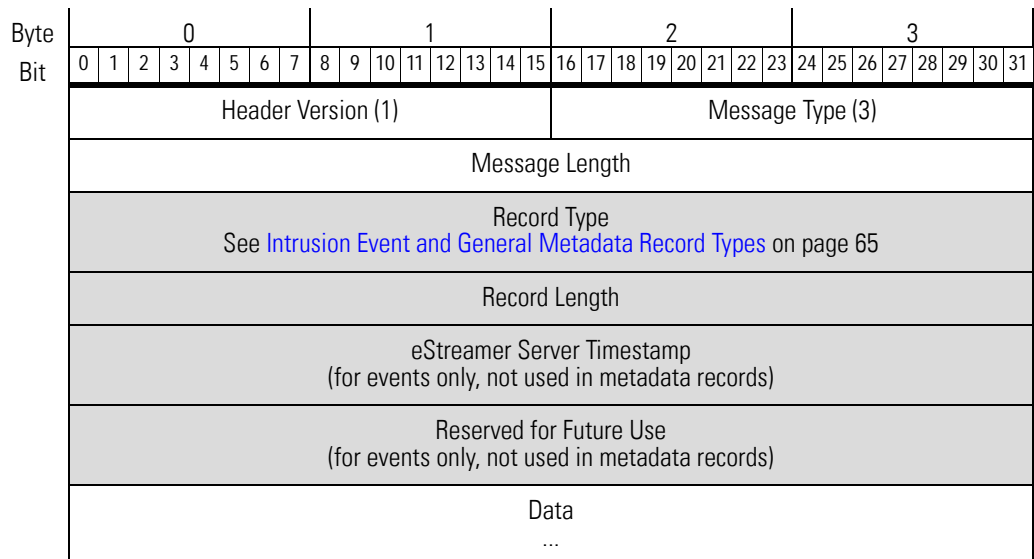 Byte 0 1 2 3
Bit 0 1 2 3 4 5 6 7 8 9 10 11 12 13 14 15 16 17 18 19 20 21 22 23 24 25 26 27 28 29 30 31
Header Version (1) Message Type (3)
Message Length
Record Type
See Intrusion Event and General Metadata Record Types on page 65
Record Length
eStreamer Server Timestamp
(for events only, not used in metadata records)
Reserved for Future Use
(for events only, not used in metadata records)
Data
...